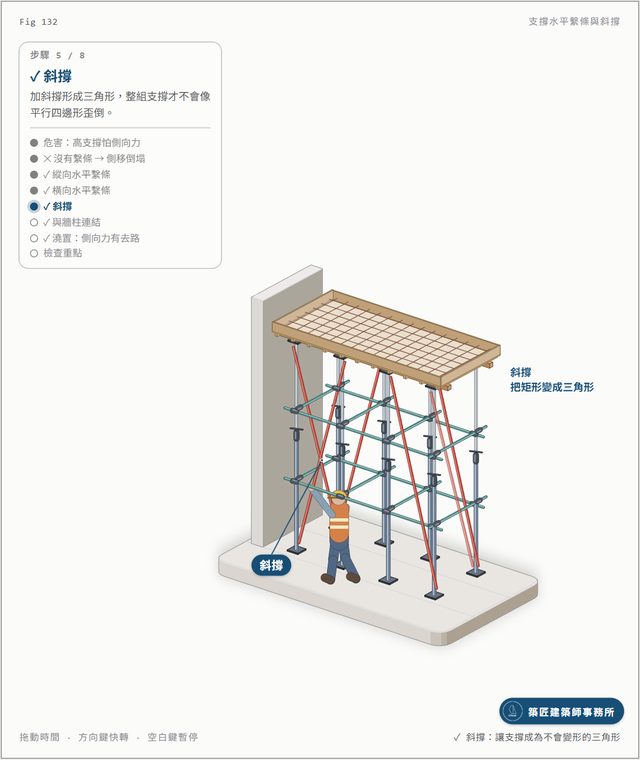 Fig 132
支撐水平繫條與斜撐
步驟 5 / 8
✓ 斜撐
加斜撐形成三角形，整組支撐才不會像
平行四邊形歪倒。
危害：高支撐怕側向力
✕ 沒有繫條 → 側移倒塌
✓ 縱向水平繫條
✓ 橫向水平繫條
✓ 斜撐
✓ 與牆柱連結
✓ 澆置：側向力有去路
檢查重點
斜撐
把矩形變成三角形
斜撐
築匠建築師事務所
拖動時間 · 方向鍵快轉 · 空白鍵暫停
✓ 斜撐：讓支撐成為不會變形的三角形